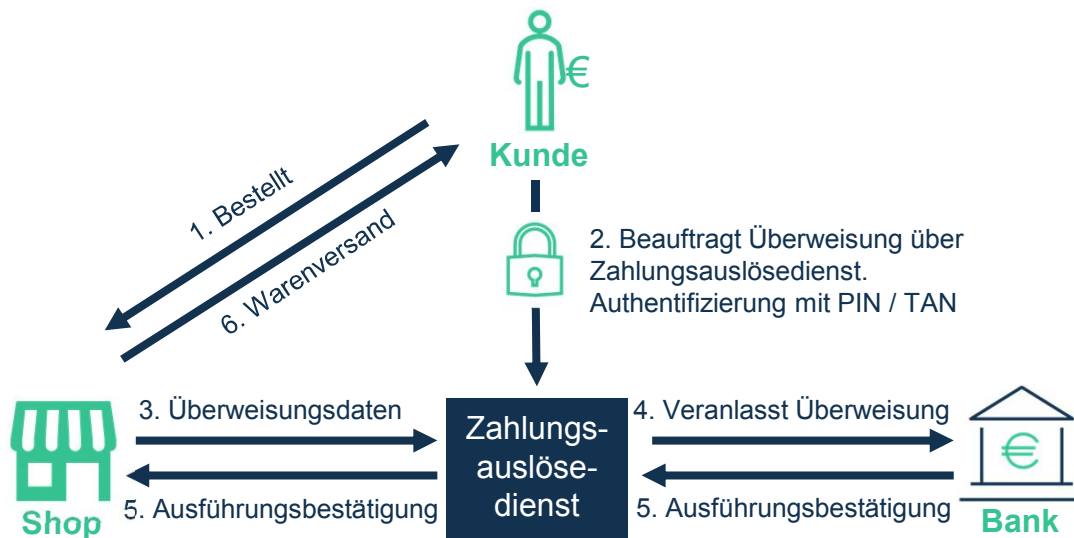 €
Kunde
1. Bestellt
6. Warenversand
2. Beauftragt Überweisung über
Zahlungsauslösedienst.
Authentifizierung mit PIN / TAN
3. Überweisungsdaten
Zahlungs-
auslöse-
dienst
4. Veranlasst Überweisung
€
5. Ausführungsbestätigung
5. Ausführungsbestätigung
Shop
Bank